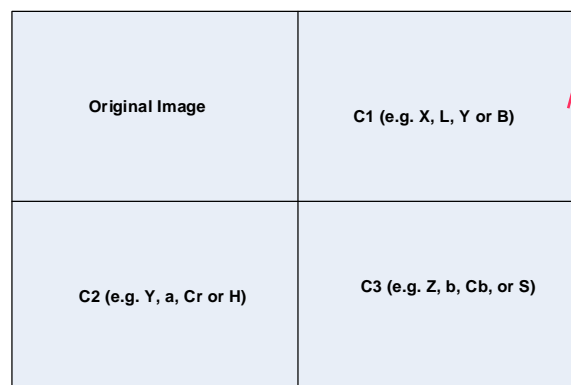 Original Image
C1 (e.g. X, L, Y or B)
C2 (e.g. Y, a, Cr or H)
C3 (e.g. Z, b, Cb, or S)